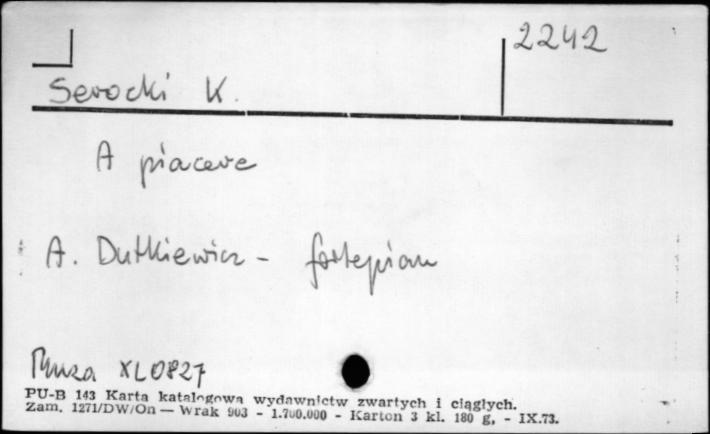 2242
Serocki K.
A piacere
A. Dutkiewicz - fortepian
Muza XL0827
PU-B 143 Karta katalogowa wydawnictw zwartych i ciągłych.
Zam. 1271/DW/On — Wrak 903 - 1.700.000 - Karton 3 kl. 180 g, - IX.73.